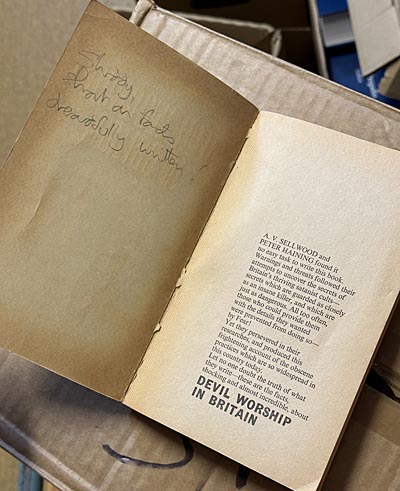 Shoddy,
short on facts
dreadfully written!
A. V. SELLWOOD and
PETER HAINING found it
no easy task to write this book.
Warnings and threats followed their
attempts to uncover the secrets of
Britain's thriving satanist cults—
secrets which are guarded as closely
as an insane killer, and which are
just as dangerous. All too often,
those who could provide them
with the details they wanted
were prevented from doing so—
by Fear!
Yet they persevered in their
researches, and produced this
frightening account of the obscene
practices which are so widespread in
this country today.
Let no one doubt the truth of what
they write—these are the facts,
shocking and almost incredible, about
DEVIL WORSHIP
IN BRITAIN